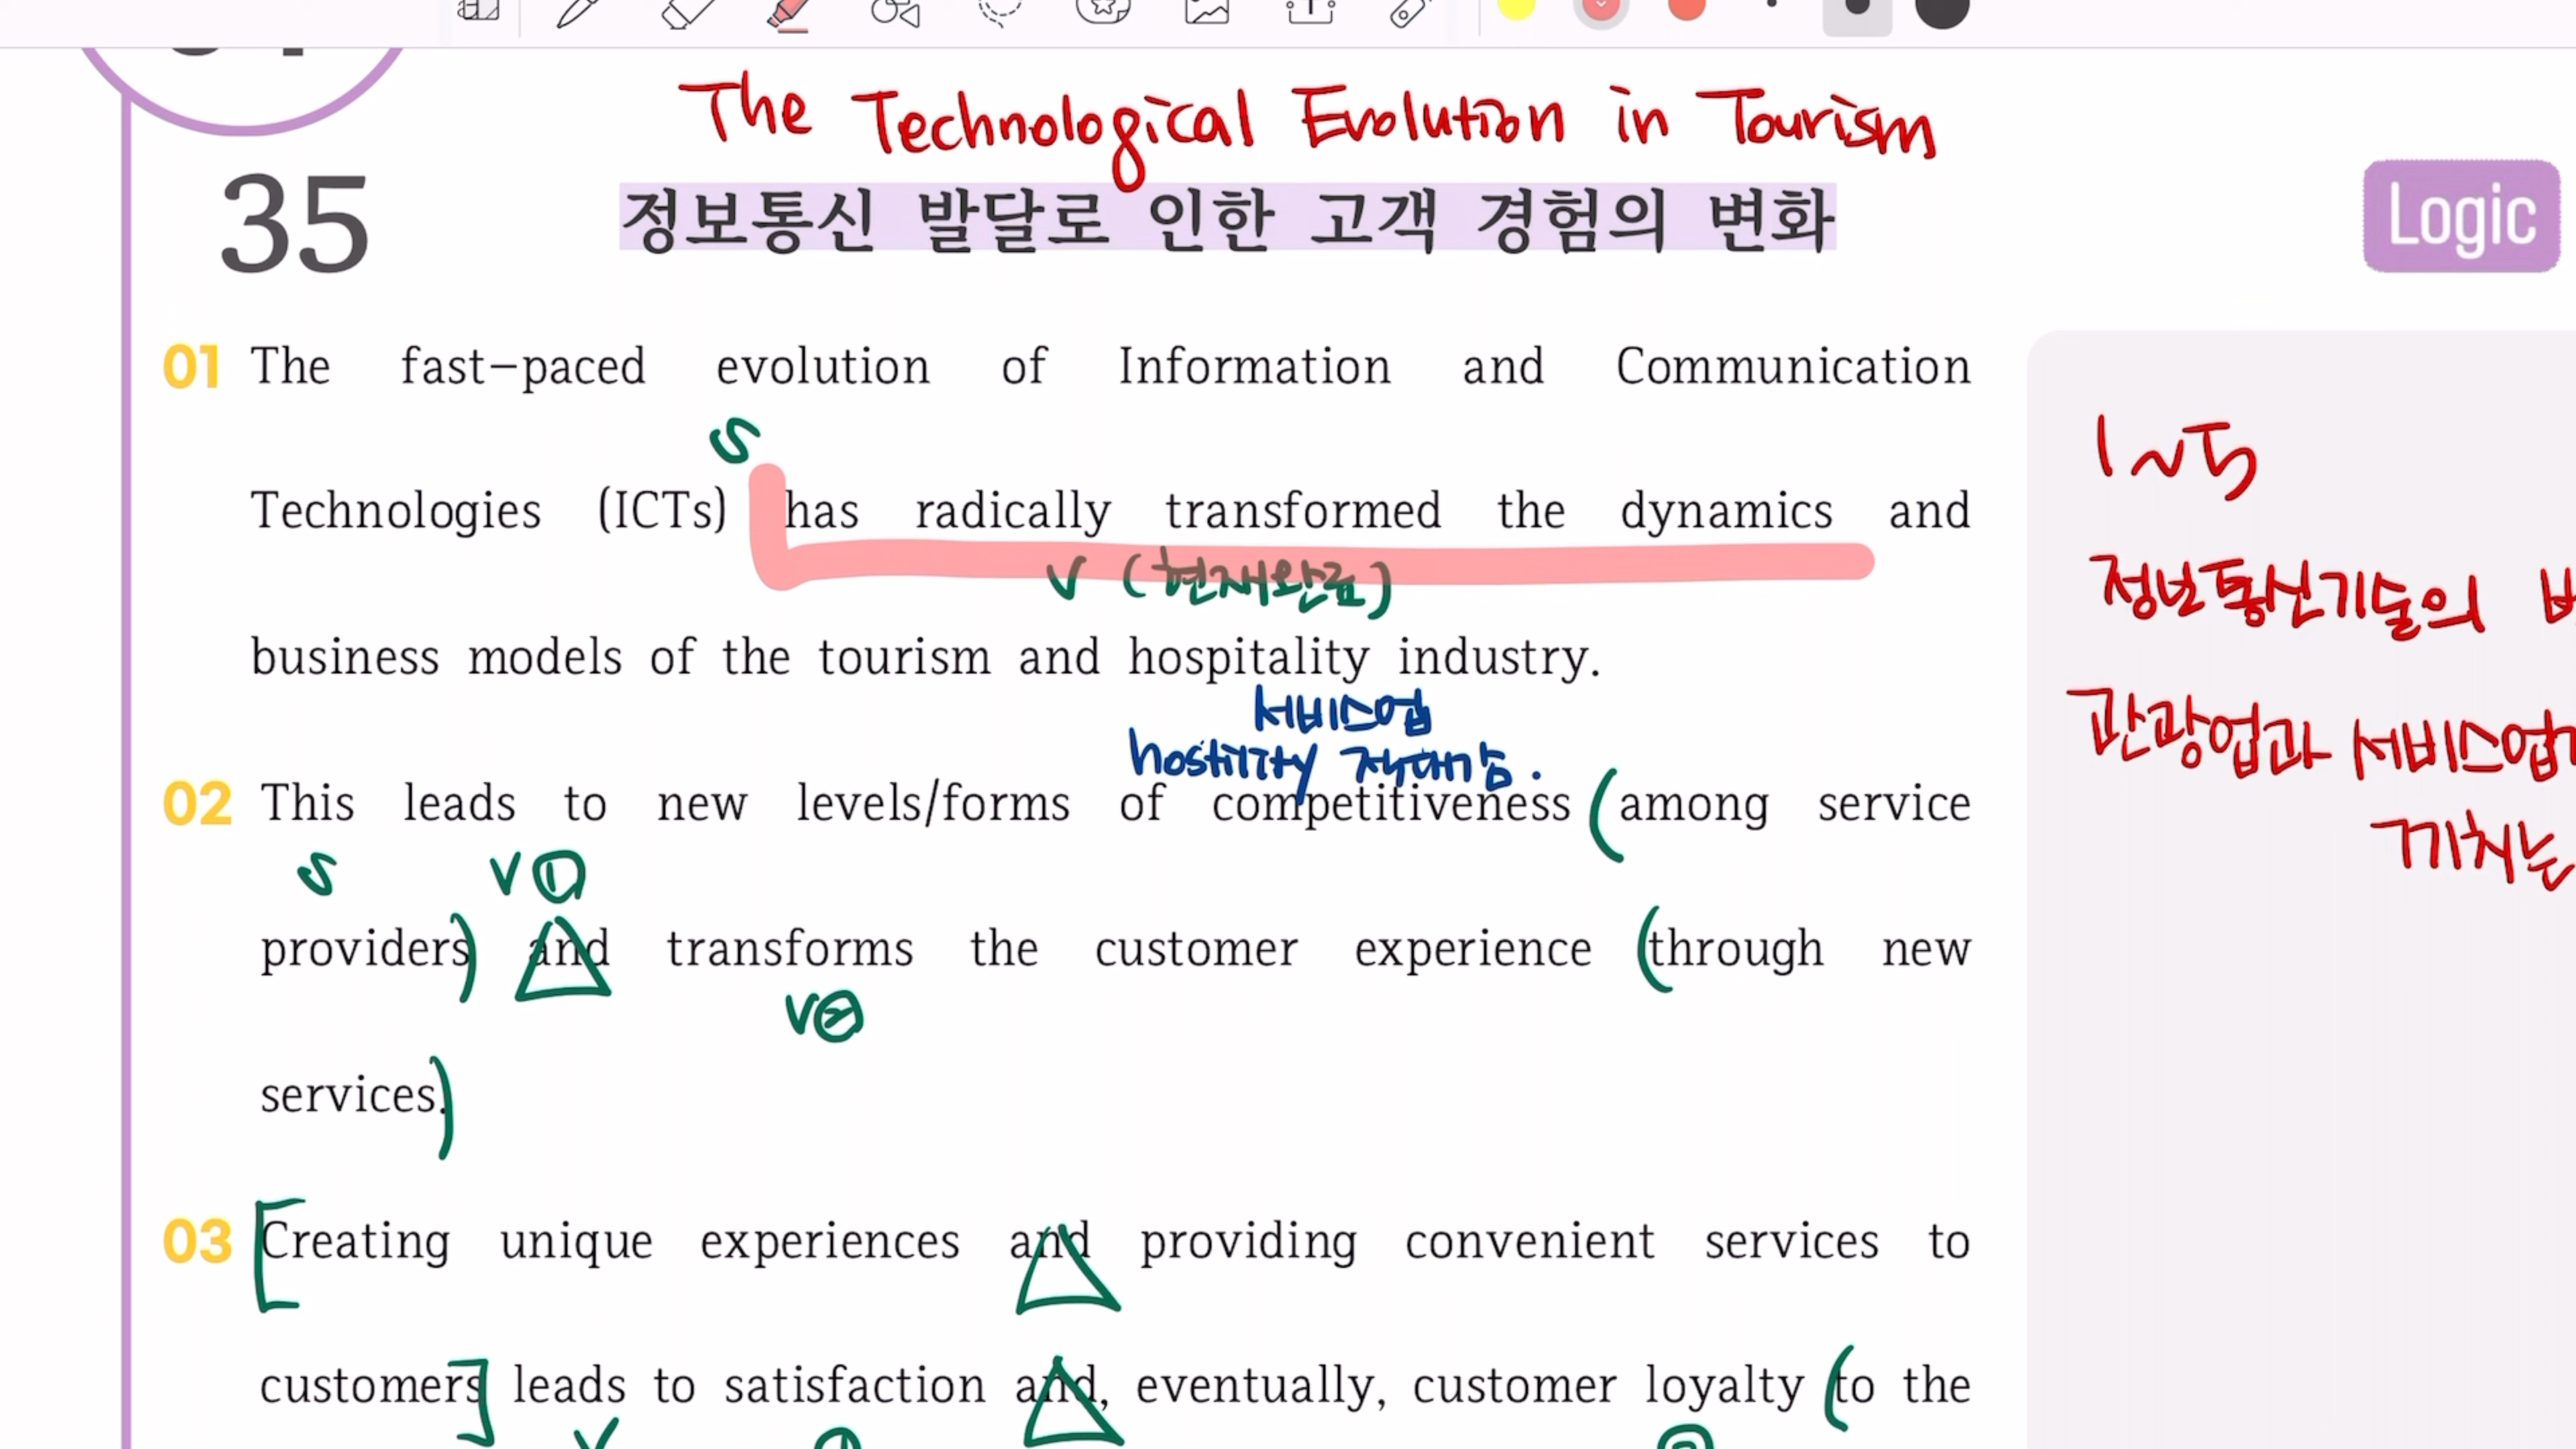 The Technological Evolution in Tourism
35
정보통신 발달로 인한 고객 경험의 변화
Logic
01 The fast-paced evolution of Information and Communication
S
Technologies (ICTs) has radically transformed the dynamics and
V (현재완료)
business models of the tourism and hospitality industry.
서비스업
hostility 적대감.
02 This leads to new levels/forms of competitiveness (among service
S V ①
providers) and transforms the customer experience (through new
V ②
services.)
03 [Creating unique experiences and providing convenient services to
customers] leads to satisfaction and, eventually, customer loyalty (to the
V ① ②
1~5
정보통신기술의
관광업과 서비스업
끼치는